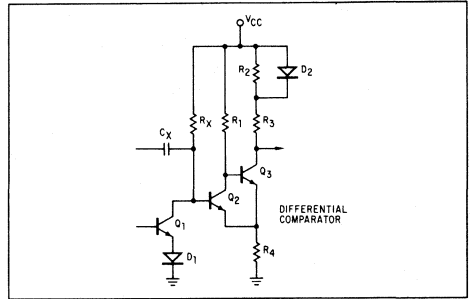 VCC
R2
D2
RX
R1
R3
CX
Q3
Q2
DIFFERENTIAL
COMPARATOR
Q1
R4
D1